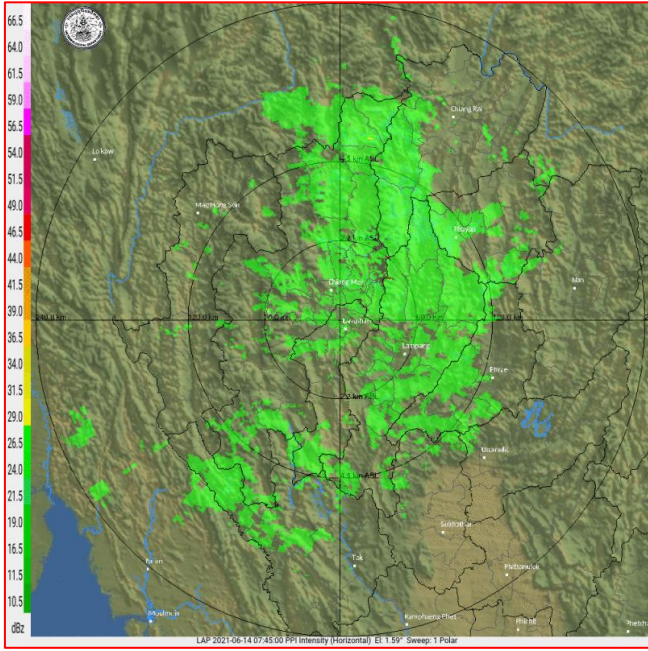 66.5
64.0
61.5
59.0
56.5
54.0
51.5
49.0
46.5
44.0
41.5
39.0
36.5
34.0
31.5
29.0
26.5
24.0
21.5
19.0
16.5
13.0
11.5
10.5
dBz
Chiang Rai
Loikaw
Mae Hong Son
Phayao
Nan
Chiang Mai
Lamphun
Lampang
Phrae
Uttaradit
Sukhothai
Tak
Phitsanulok
Kamphaeng Phet
Phichit
Moulmein
LAP 2021-06-14 07:45:00 PPI Intensity (Horizontal) El: 1.59° Sweep: 1 Polar